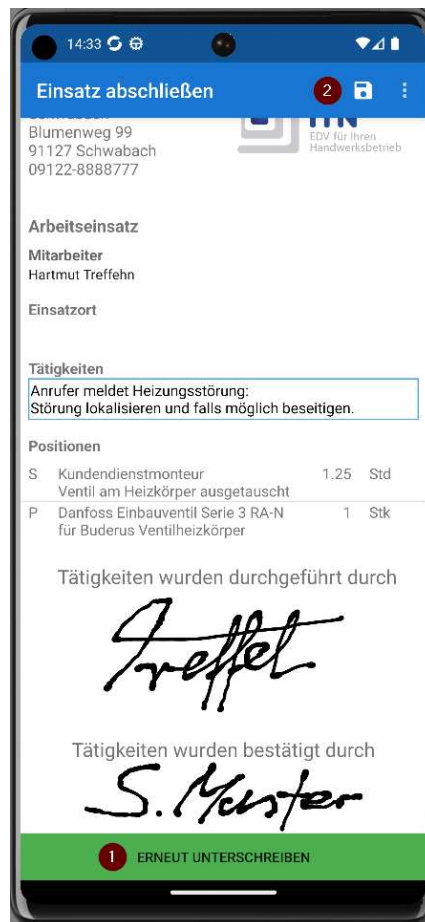 14:33
Einsatz abschließen 2
Blumenweg 99
91127 Schwabach
09122-8888777
EDV für Ihren
Handwerksbetrieb
Arbeitseinsatz
Mitarbeiter
Hartmut Treffehn
Einsatzort
Tätigkeiten
Anrufer meldet Heizungsstörung:
Störung lokalisieren und falls möglich beseitigen.
Positionen
S Kundendienstmonteur 1.25 Std
Ventil am Heizkörper ausgetauscht
P Danfoss Einbauventil Serie 3 RA-N 1 Stk
für Buderus Ventilheizkörper
Tätigkeiten wurden durchgeführt durch
Tätigkeiten wurden bestätigt durch
S. Muster
1 ERNEUT UNTERSCHREIBEN